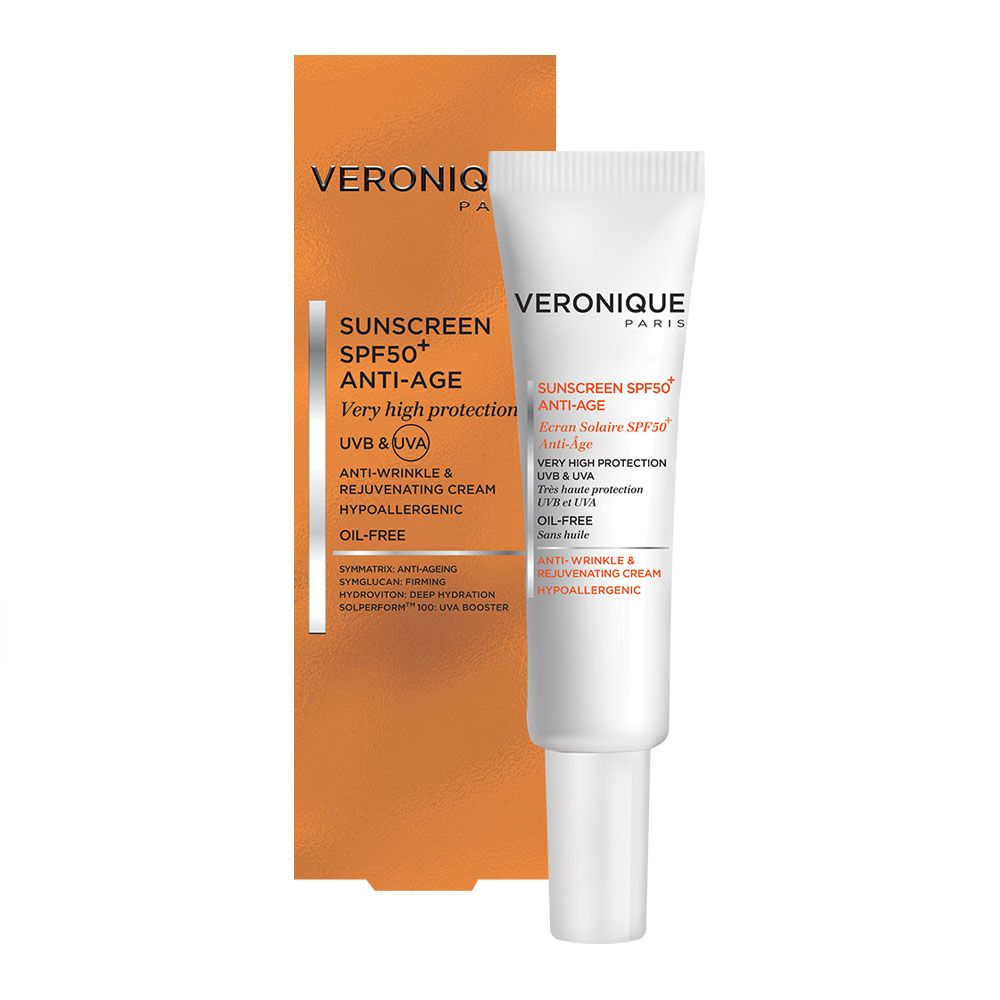 VERONIQ
PA
SUNSCREEN
SPF50+
ANTI-AGE
Very high protection
UVB & UVA
ANTI-WRINKLE &
REJUVENATING CREAM
HYPOALLERGENIC
OIL-FREE
SYMMATRIX: ANTI-AGEING
SYMGLUCAN: FIRMING
HYDROVITON: DEEP HYDRATION
SOLPERFORM™ 100: UVA BOOSTER
VERONIQUE
PARIS
SUNSCREEN SPF50+
ANTI-AGE
Ecran Solaire SPF50+
Anti-Âge
VERY HIGH PROTECTION
UVB & UVA
Très haute protection
UVB et UVA
OIL-FREE
Sans huile
ANTI- WRINKLE &
REJUVENATING CREAM
HYPOALLERGENIC